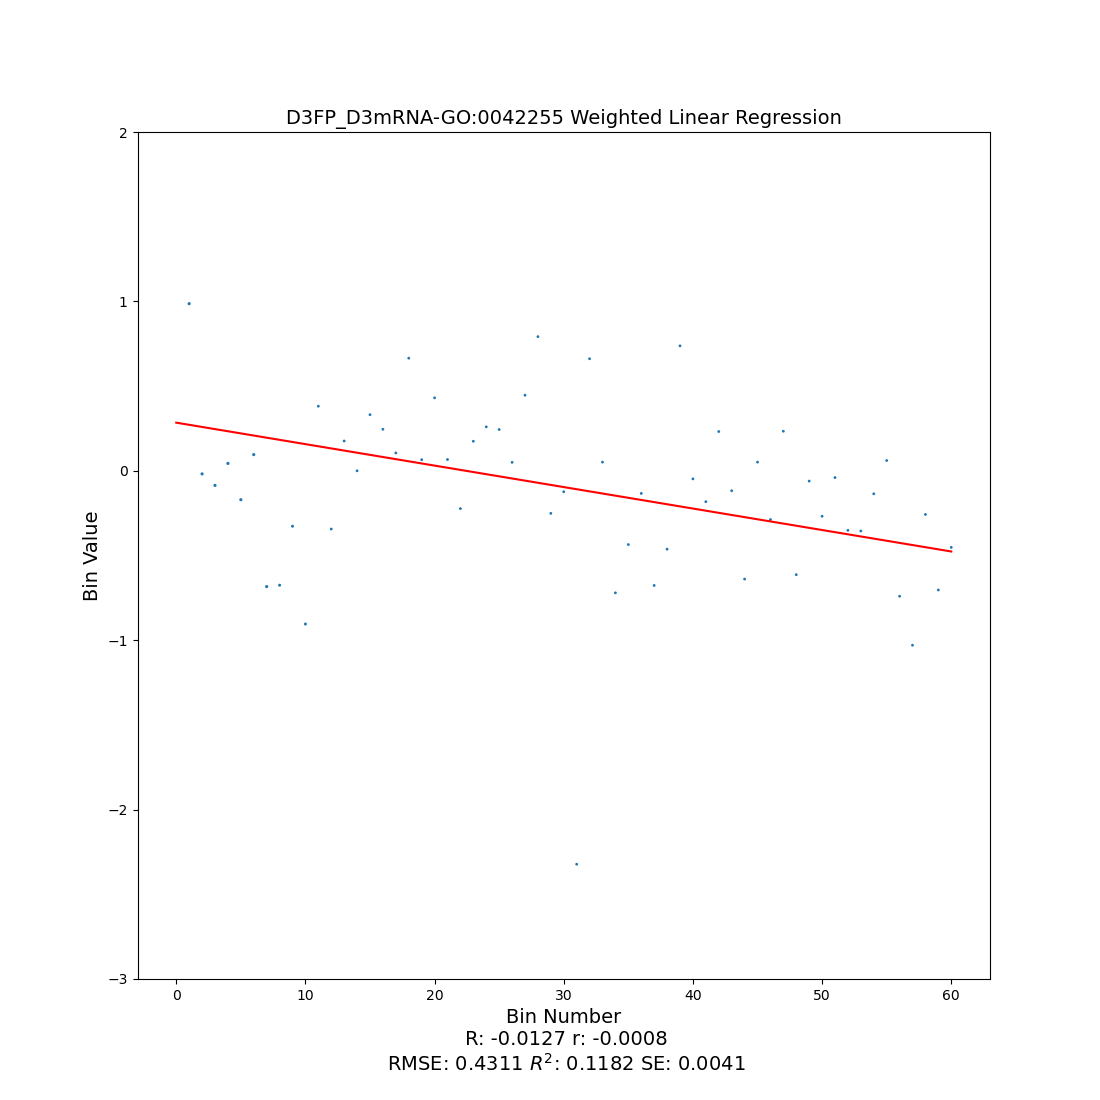 D3FP_D3mRNA-GO:0042255 Weighted Linear Regression
2
1
0
−1
−2
−3
Bin Value
0 10 20 30 40 50 60
Bin Number
R: -0.0127 r: -0.0008
RMSE: 0.4311 R²: 0.1182 SE: 0.0041